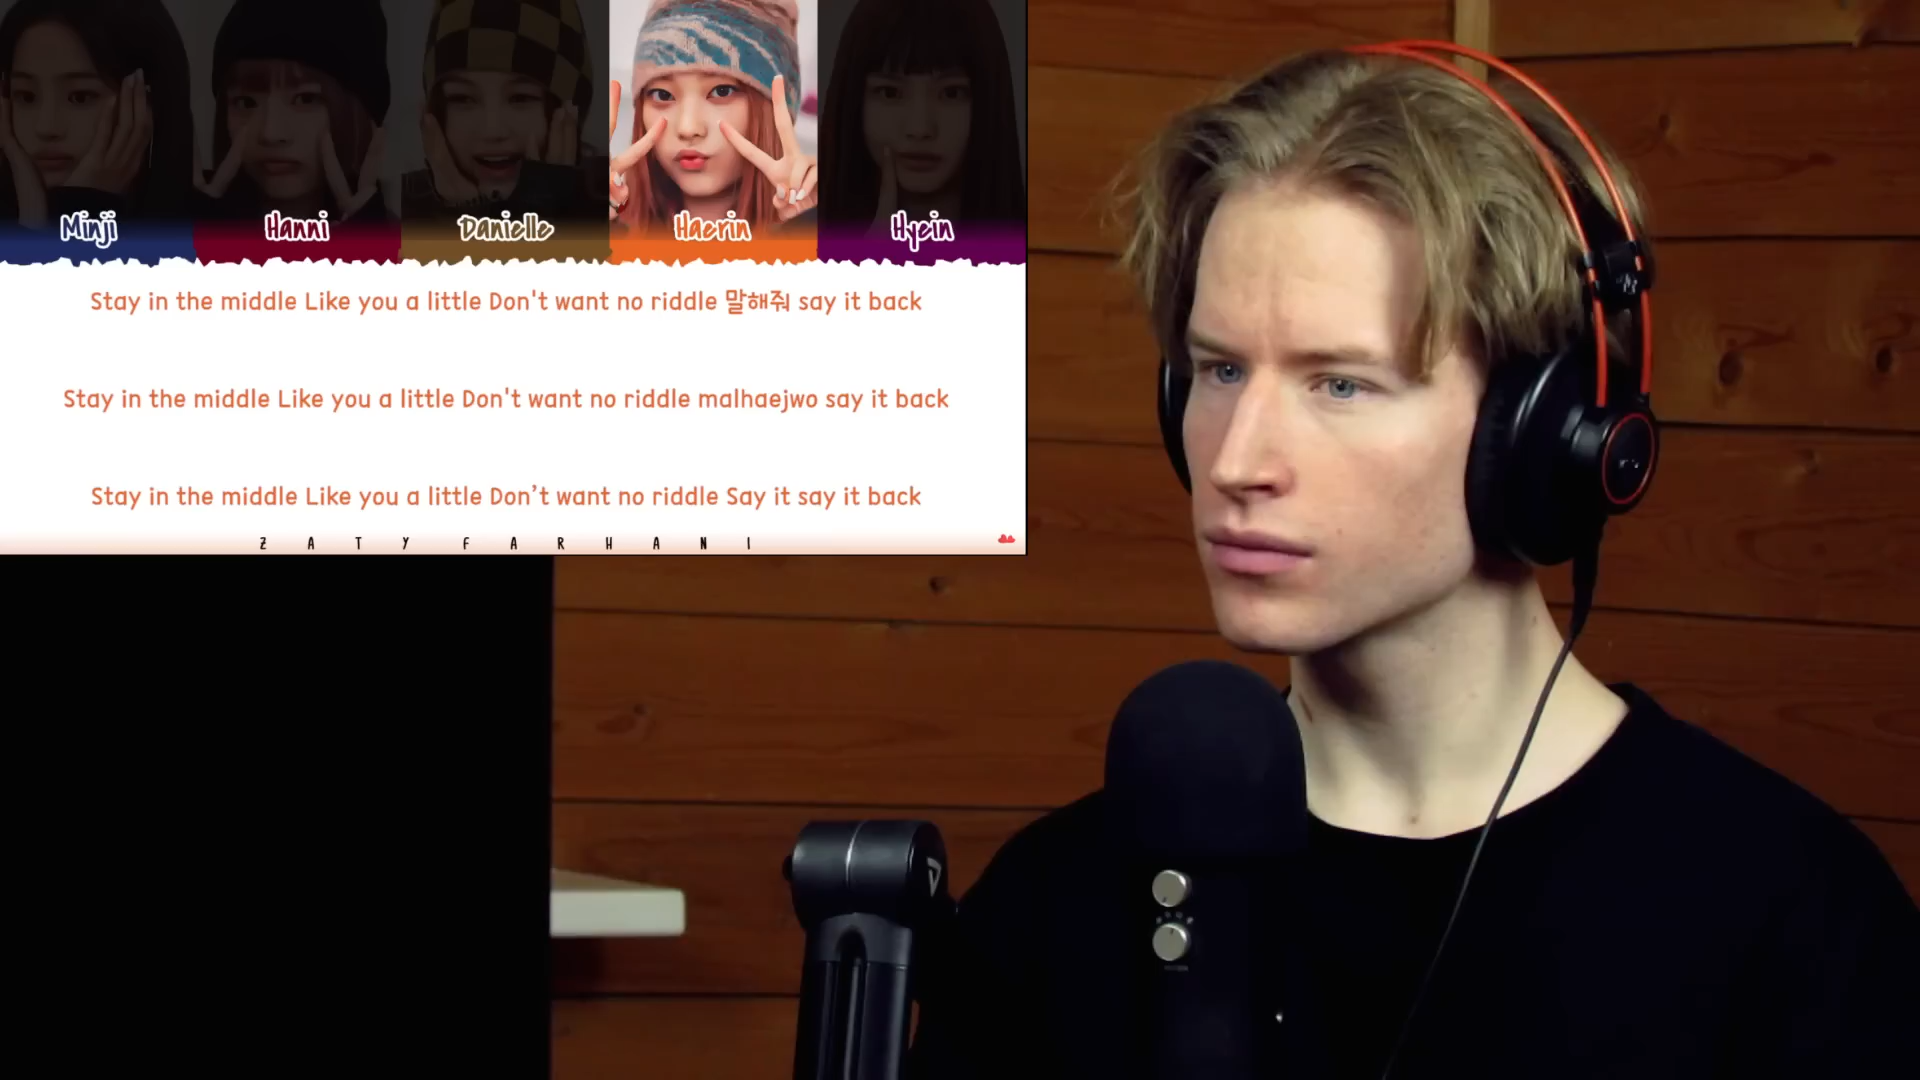 Minji Hanni Danielle Haerin Hyein
Stay in the middle Like you a little Don't want no riddle 말해줘 say it back
Stay in the middle Like you a little Don't want no riddle malhaejwo say it back
Stay in the middle Like you a little Don’t want no riddle Say it say it back
ZATY FARHANI